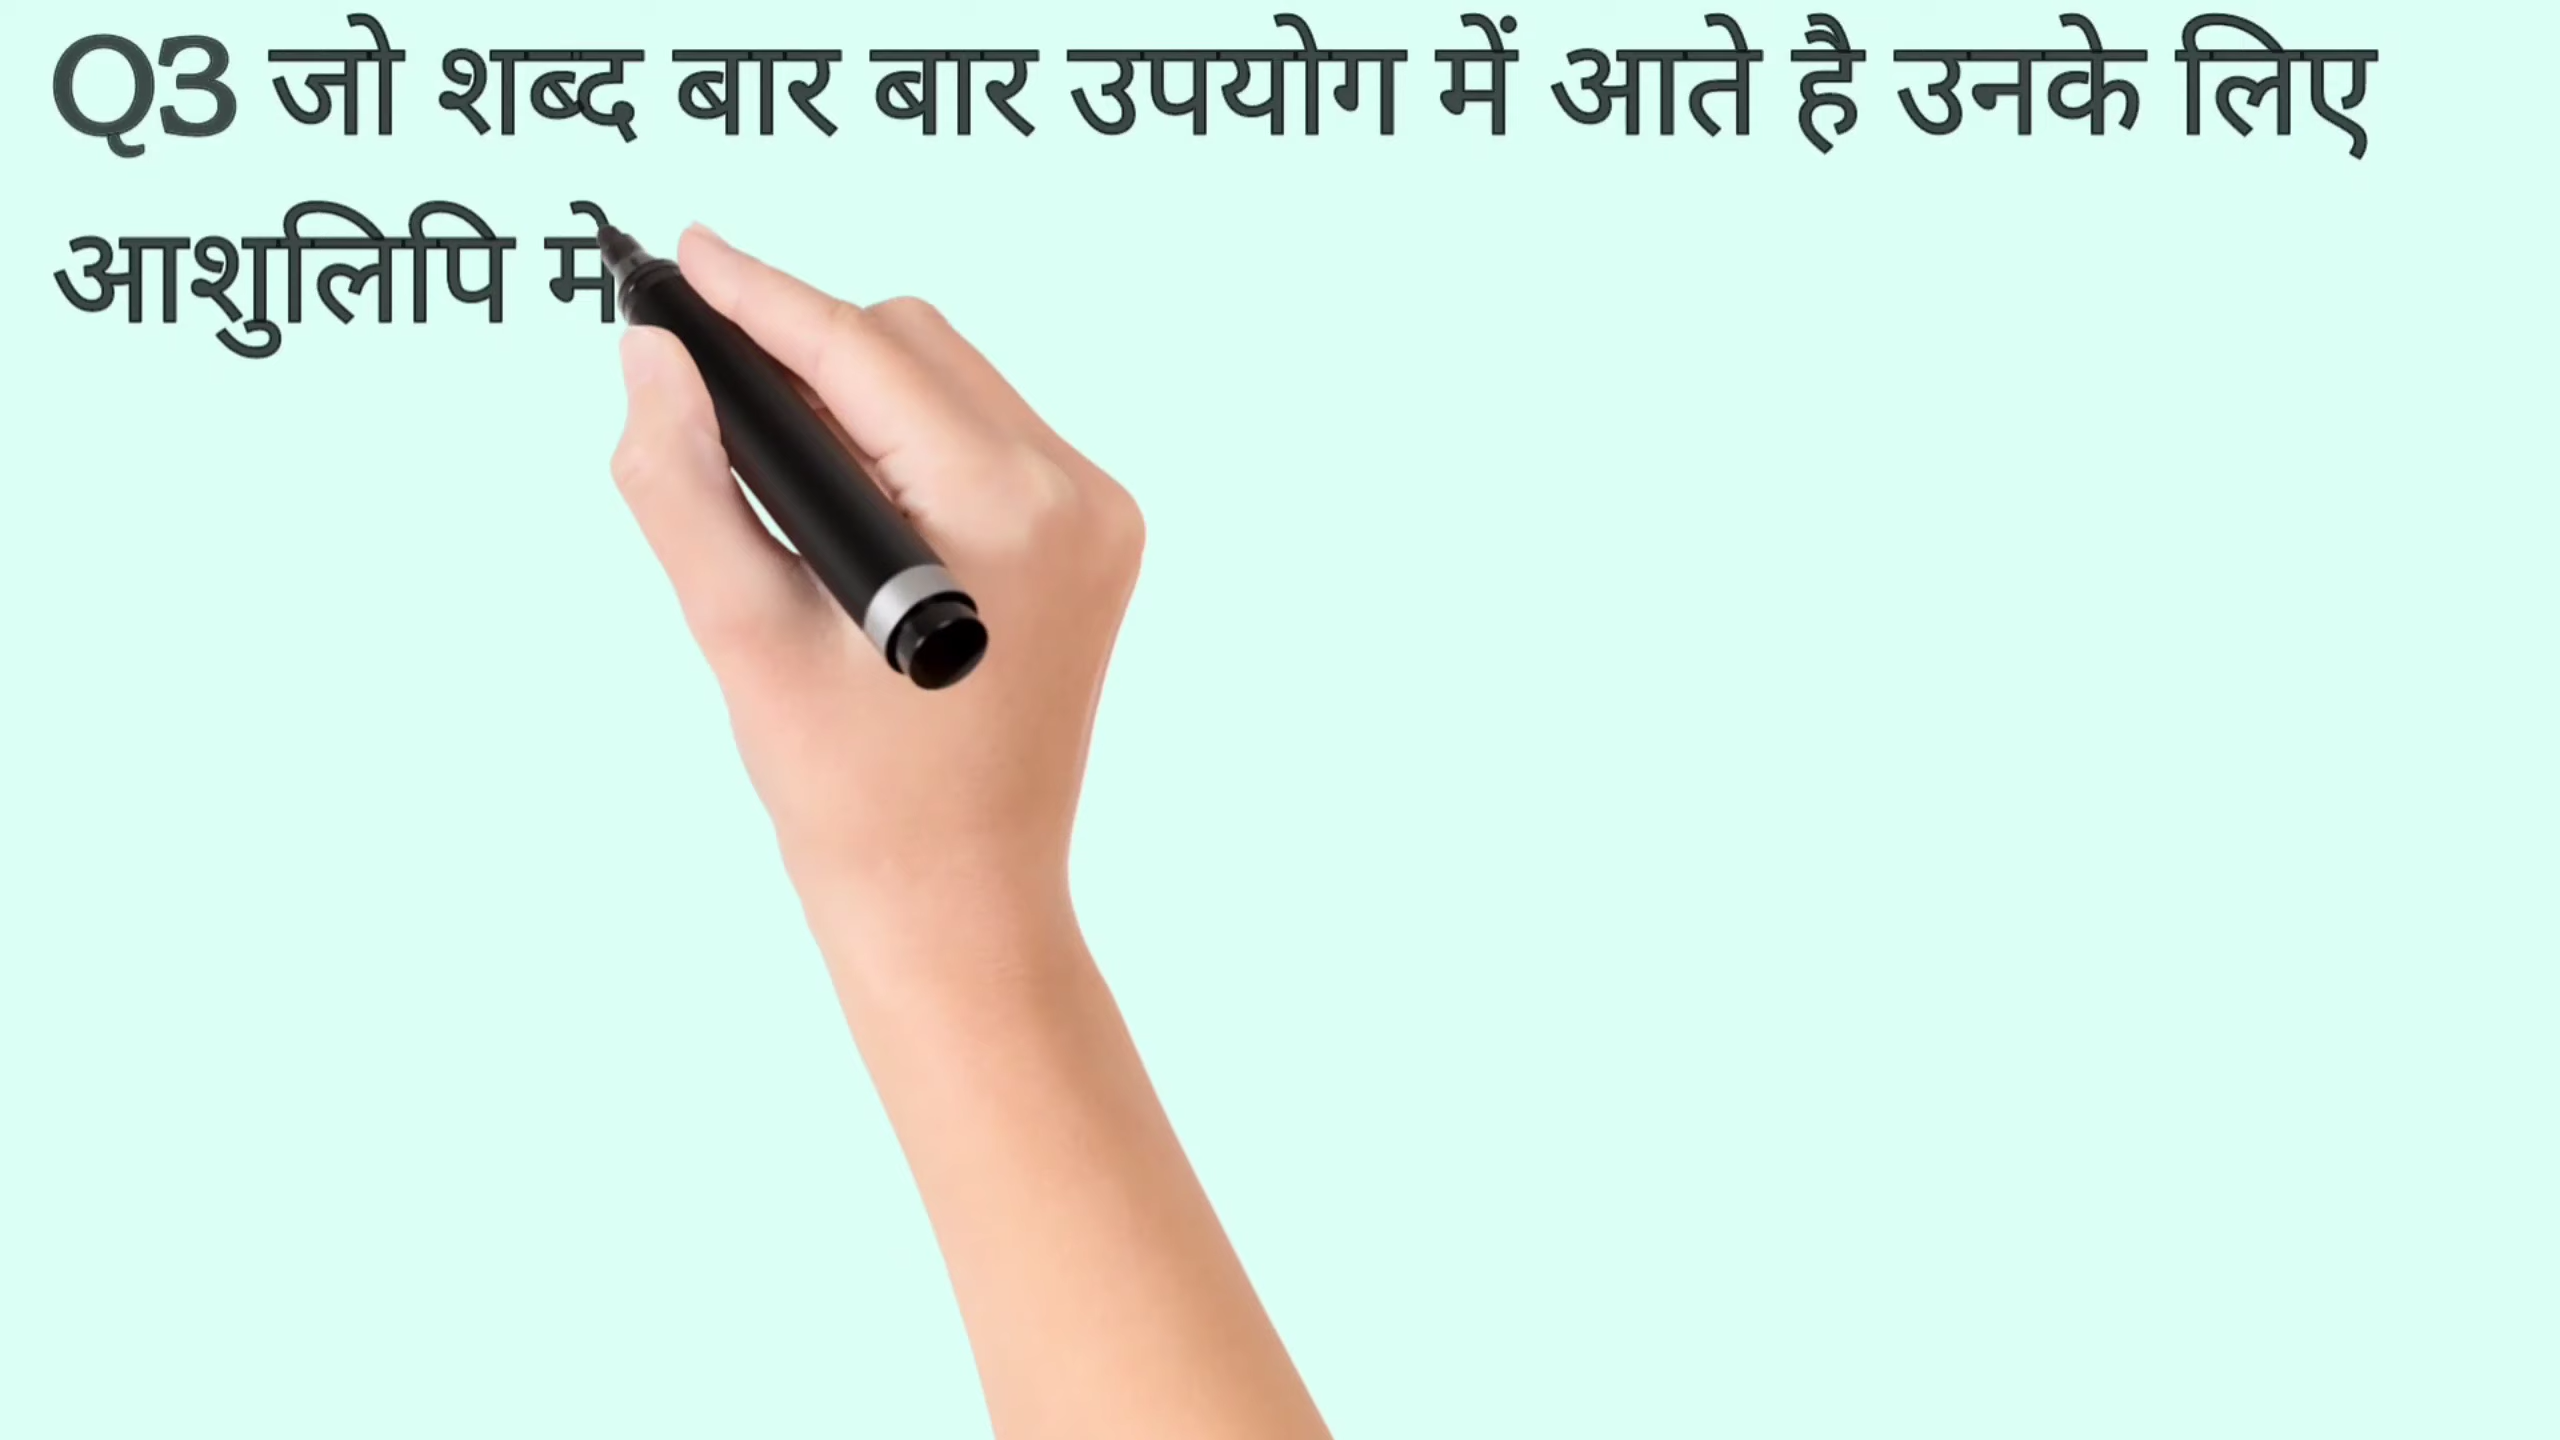 Q3 जो शब्द बार बार उपयोग में आते है उनके लिए
आशुलिपि मे